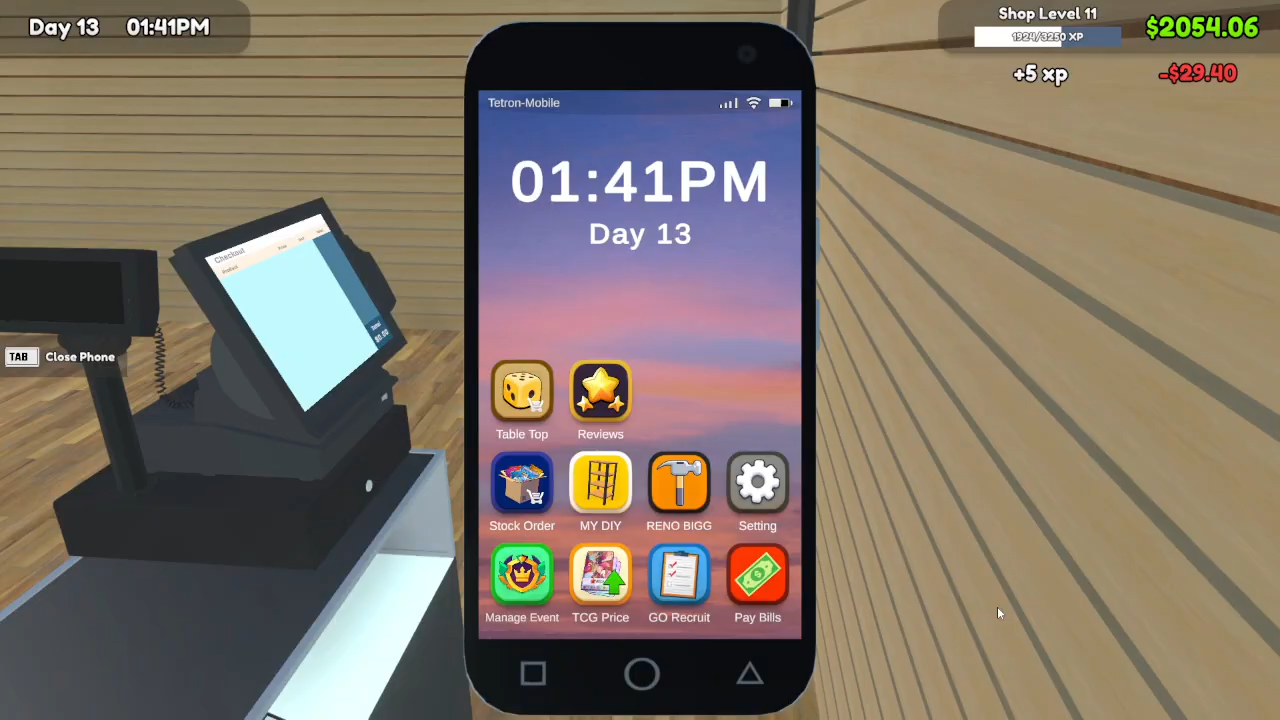 Day 13 01:41PM
Shop Level 11
1924/3250 XP
$2054.06
+5 xp
-$29.40
Tetron-Mobile
01:41PM
Day 13
Checkout
TAB Close Phone
Table Top
Reviews
Stock Order
MY DIY
RENO BIGG
Setting
Manage Event
TCG Price
GO Recruit
Pay Bills